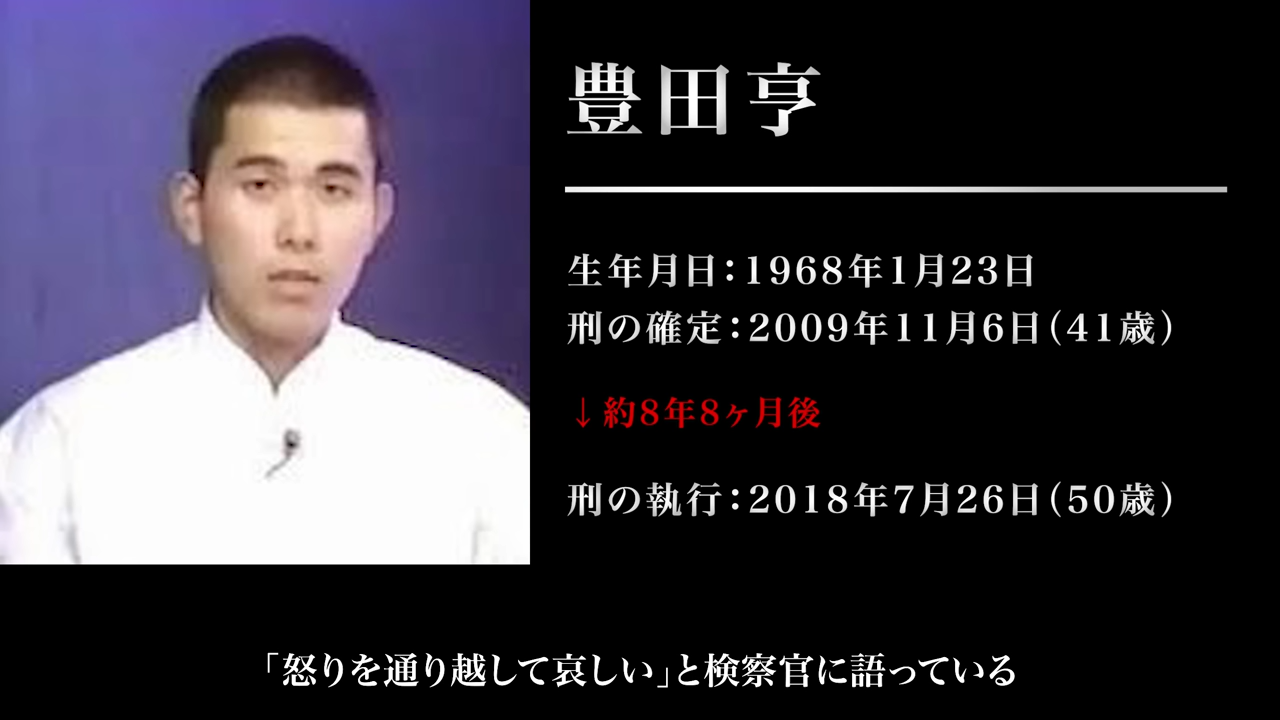 豊田亨
生年月日：1968年1月23日
刑の確定：2009年11月6日（41歳）
↓約8年8ヶ月後
刑の執行：2018年7月26日（50歳）
「怒りを通り越して哀しい」と検察官に語っている